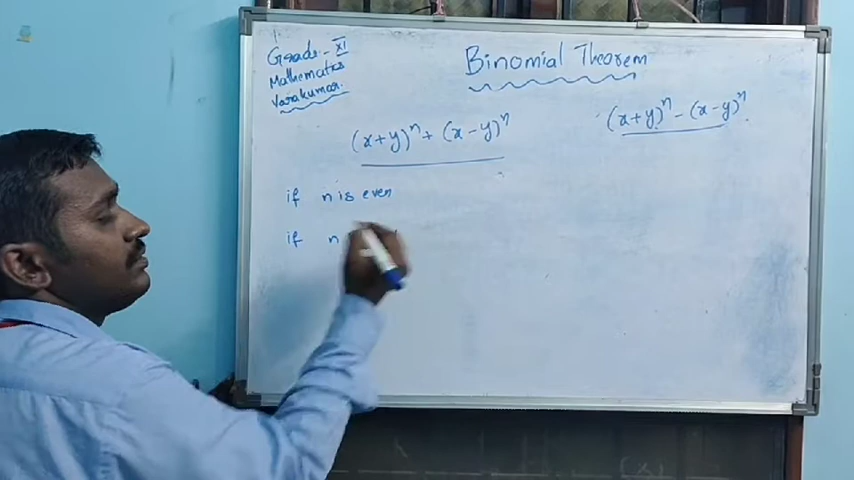 Grade:- XI
Mathematics
Varakumar.
Binomial Theorem
(x+y)ⁿ + (x-y)ⁿ
(x+y)ⁿ - (x-y)ⁿ.
if n is even
if n